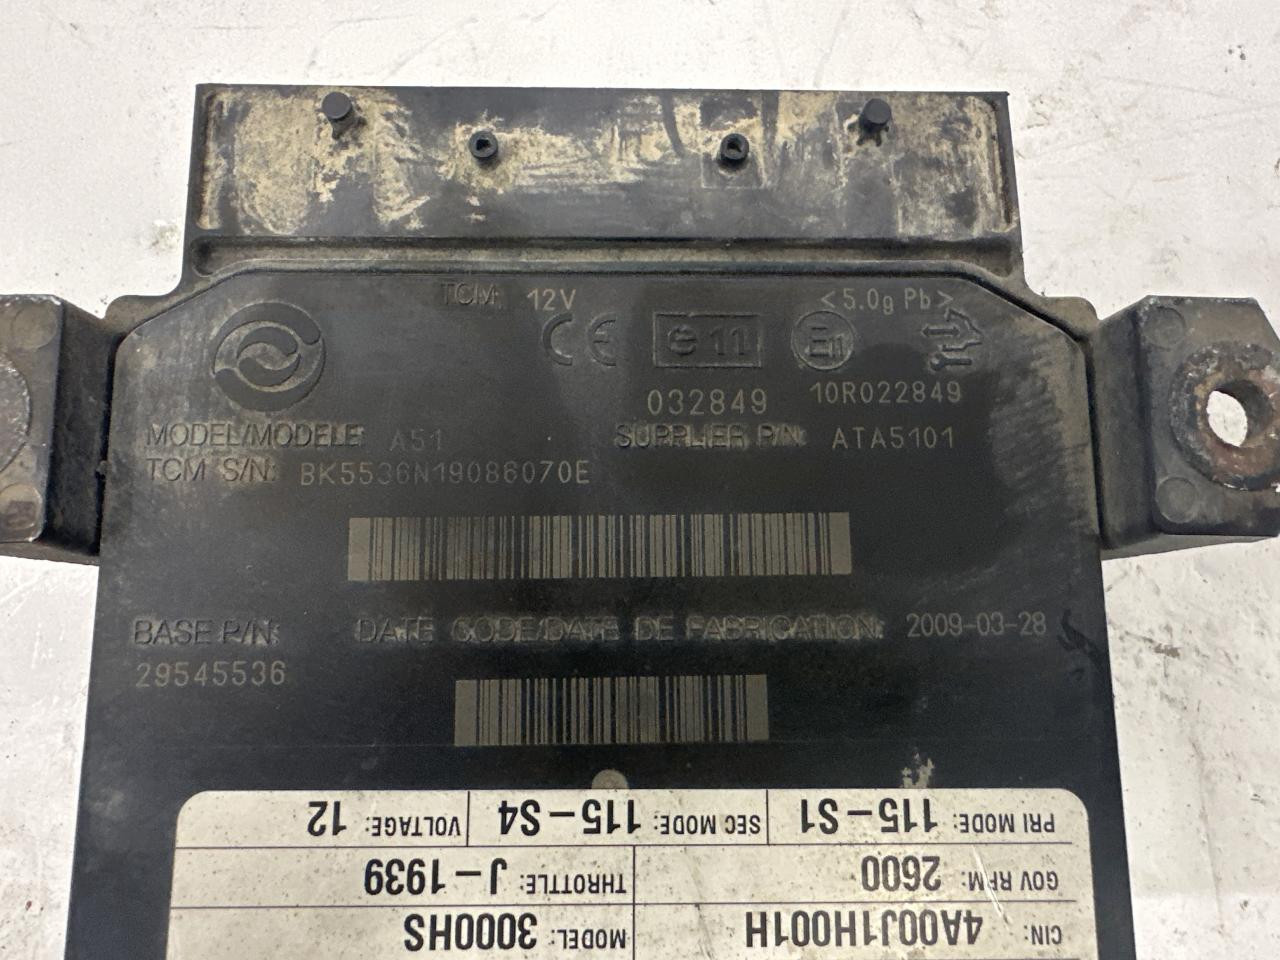 TCM: 12V
<5.0g Pb>
CE e11 E11
032849 10R022849
MODEL/MODELE: A51 SUPPLIER P/N: ATA5101
TCM S/N: BK5536N19086070E
BASE P/N: DATE CODE/DATE DE FABRICATION: 2009-03-28
29545536
PRI MODE: 115-S1 SEC MODE: 115-S4 VOLTAGE: 12
GOV RPM: 2600 THROTTLE: J-1939
CIN: 4A00J1H001H MODEL: 3000HS